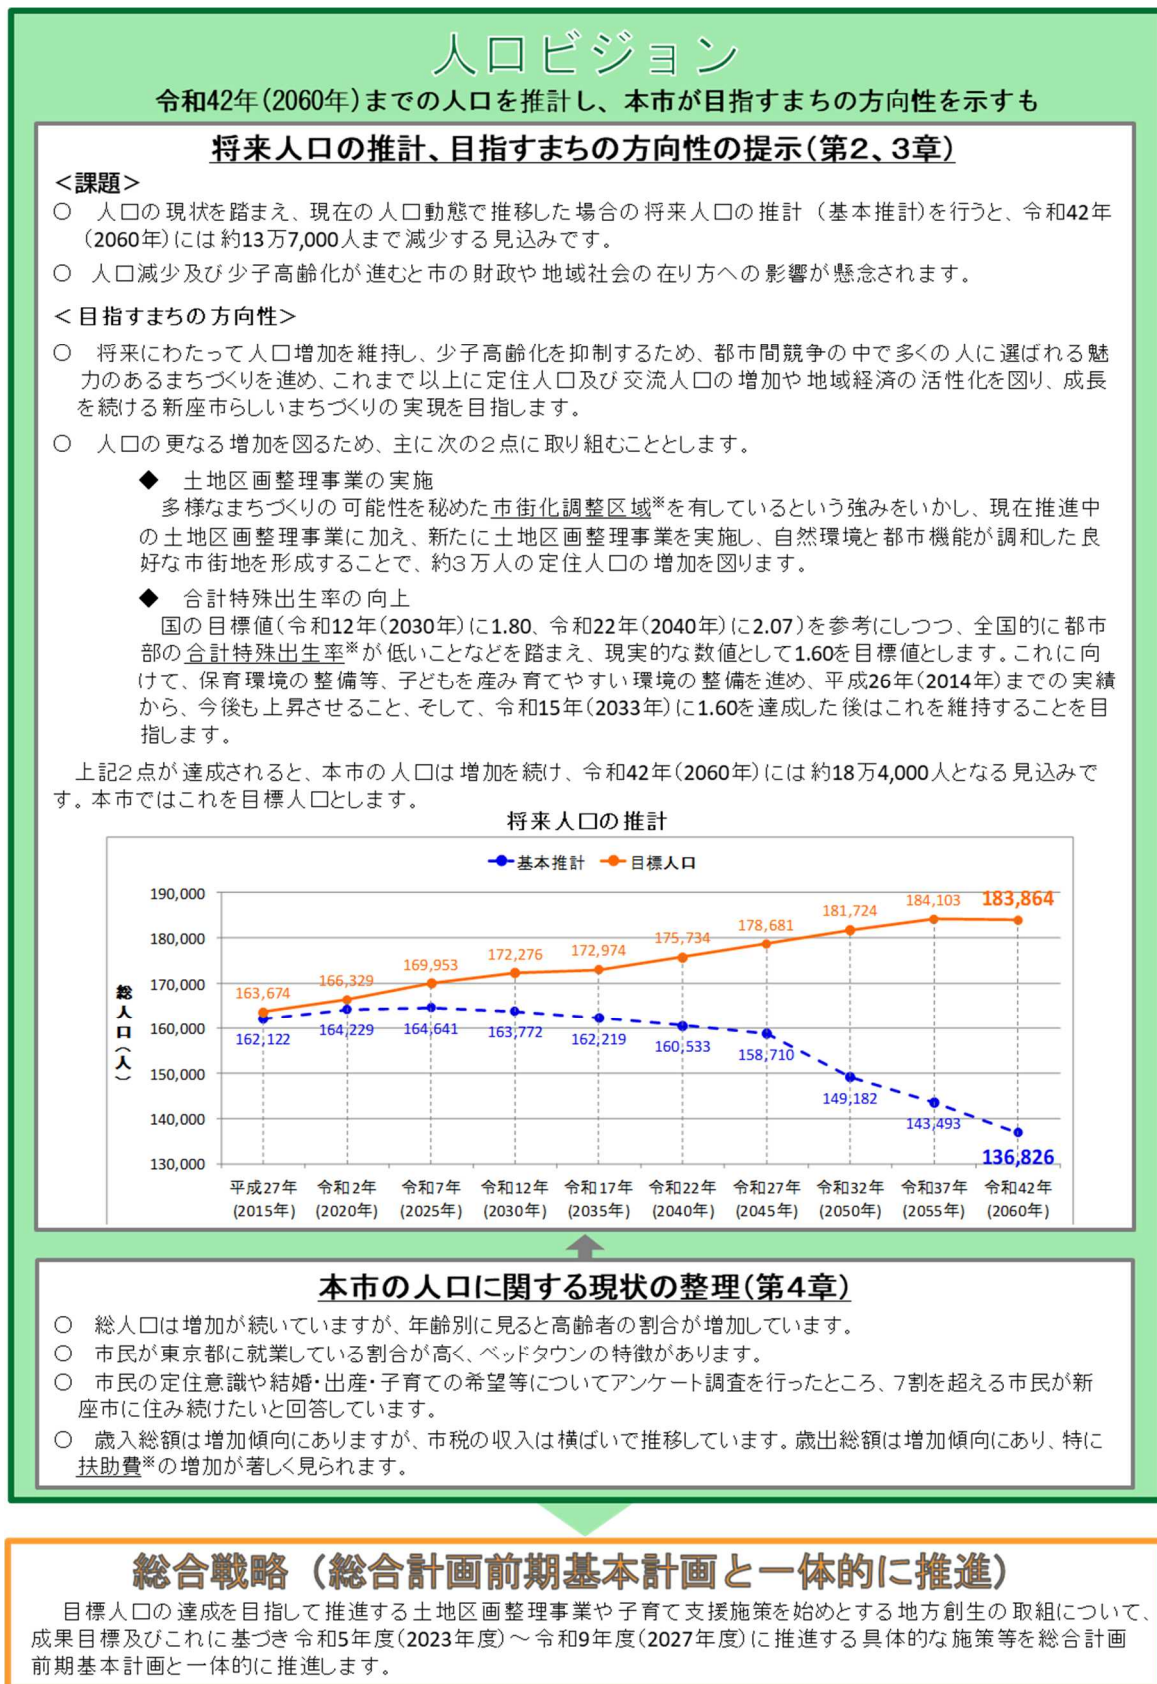 人口ビジョン
令和42年(2060年)までの人口を推計し、本市が目指すまちの方向性を示すも
将来人口の推計、目指すまちの方向性の提示(第2、3章)
＜課題＞
○ 人口の現状を踏まえ、現在の人口動態で推移した場合の将来人口の推計（基本推計)を行うと、令和42年
(2060年)には約13万7,000人まで減少する見込みです。
○ 人口減少及び少子高齢化が進むと市の財政や地域社会の在り方への影響が懸念されます。
＜目指すまちの方向性＞
○ 将来にわたって人口増加を維持し、少子高齢化を抑制するため、都市間競争の中で多くの人に選ばれる魅
力のあるまちづくりを進め、これまで以上に定住人口及び交流人口の増加や地域経済の活性化を図り、成長
を続ける新座市らしいまちづくりの実現を目指します。
○ 人口の更なる増加を図るため、主に次の２点に取り組むこととします。
◆ 土地区画整理事業の実施
多様なまちづくりの可能性を秘めた市街化調整区域※を有しているという強みをいかし、現在推進中
の土地区画整理事業に加え、新たに土地区画整理事業を実施し、自然環境と都市機能が調和した良
好な市街地を形成することで、約３万人の定住人口の増加を図ります。
◆ 合計特殊出生率の向上
国の目標値(令和12年(2030年)に1.80、令和22年(2040年)に2.07)を参考にしつつ、全国的に都市
部の合計特殊出生率※が低いことなどを踏まえ、現実的な数値として1.60を目標値とします。これに向
けて、保育環境の整備等、子どもを産み育てやすい環境の整備を進め、平成26年(2014年)までの実績
から、今後も上昇させること、そして、令和15年(2033年)に1.60を達成した後はこれを維持することを目
指します。
上記２点が達成されると、本市の人口は増加を続け、令和42年(2060年)には約18万4,000人となる見込みで
す。本市ではこれを目標人口とします。
将来人口の推計
基本推計 目標人口
190,000
180,000
170,000
160,000
150,000
140,000
130,000
総人口(人)
163,674 166,329 169,953 172,276 172,974 175,734 178,681 181,724 184,103 183,864
162,122 164,229 164,641 163,772 162,219 160,533 158,710 149,182 143,493 136,826
平成27年 令和2年 令和7年 令和12年 令和17年 令和22年 令和27年 令和32年 令和37年 令和42年
(2015年) (2020年) (2025年) (2030年) (2035年) (2040年) (2045年) (2050年) (2055年) (2060年)
本市の人口に関する現状の整理(第4章)
○ 総人口は増加が続いていますが、年齢別に見ると高齢者の割合が増加しています。
○ 市民が東京都に就業している割合が高く、ベッドタウンの特徴があります。
○ 市民の定住意識や結婚・出産・子育ての希望等についてアンケート調査を行ったところ、７割を超える市民が新
座市に住み続けたいと回答しています。
○ 歳入総額は増加傾向にありますが、市税の収入は横ばいで推移しています。歳出総額は増加傾向にあり、特に
扶助費※の増加が著しく見られます。
総合戦略（総合計画前期基本計画と一体的に推進）
目標人口の達成を目指して推進する土地区画整理事業や子育て支援施策を始めとする地方創生の取組について、
成果目標及びこれに基づき令和5年度(2023年度)～令和9年度(2027年度)に推進する具体的な施策等を総合計画
前期基本計画と一体的に推進します。